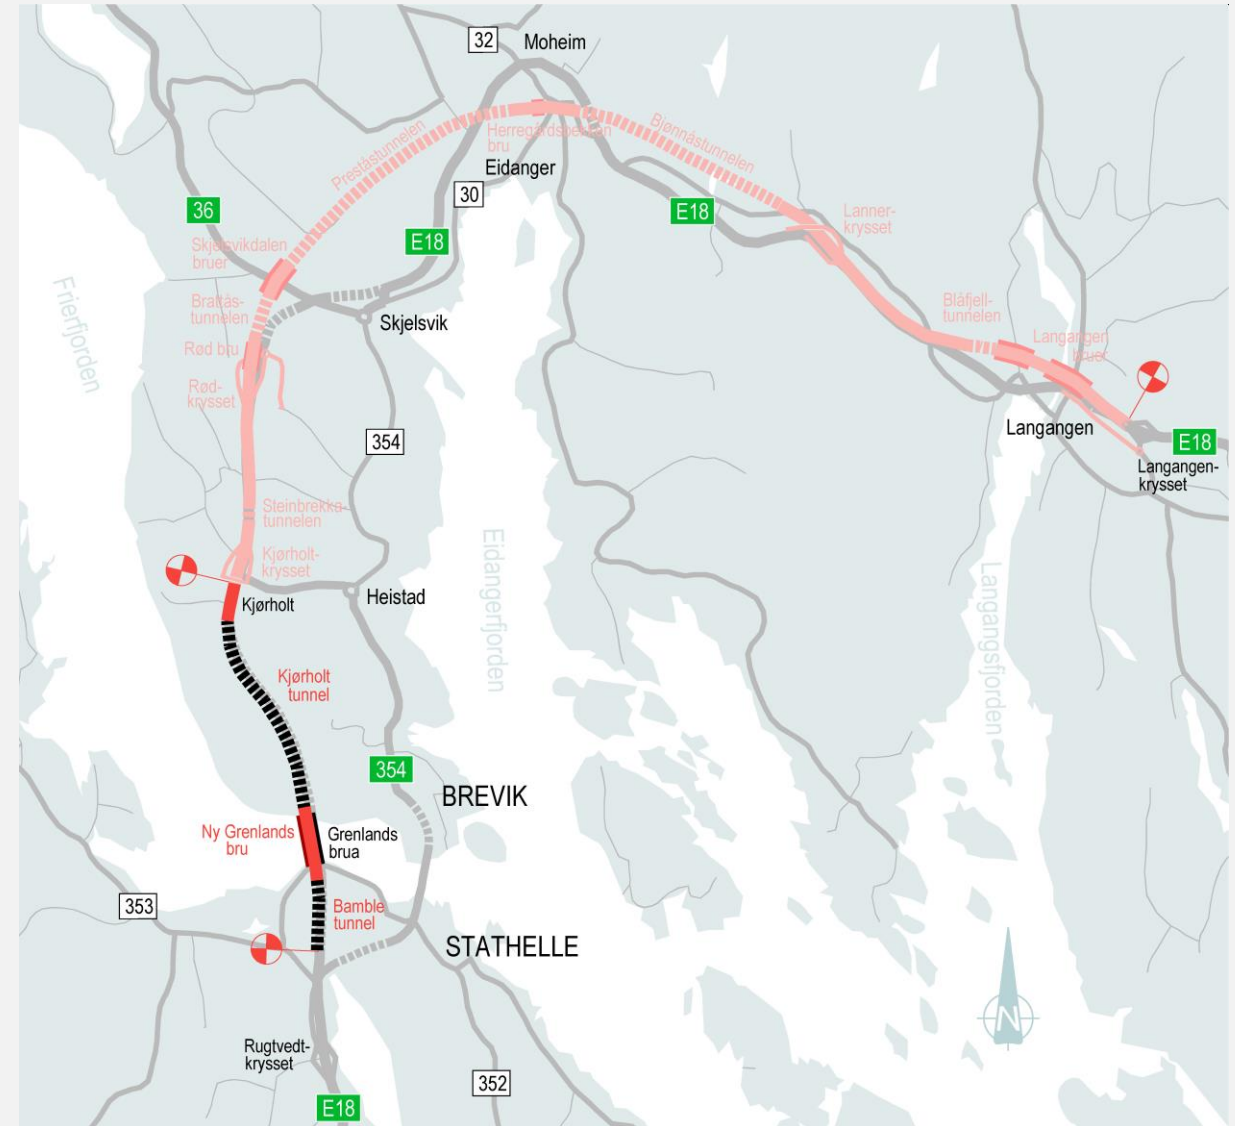 32
Moheim
Bjønnåstunnelen
Preståstunnelen
Herregårdsbekken
bru
Eidanger
30
36
E18
E18
Lanner-
krysset
Skjelsvikdalen
bruer
Frierfjorden
Brattås-
tunnelen
Blåfjell-
tunnelen
Skjelsvik
Langangen
bruer
Rød bru
Rød-
krysset
354
Langangen
E18
Langangen-
krysset
Steinbrekka-
tunnelen
Eidangerfjorden
Langangsfjorden
Kjørholt-
krysset
Kjørholt
Heistad
Kjørholt
tunnel
354
BREVIK
Ny Grenlands
bru
Grenlands
brua
353
Bamble
tunnel
STATHELLE
N
Rugtvedt-
krysset
352
E18